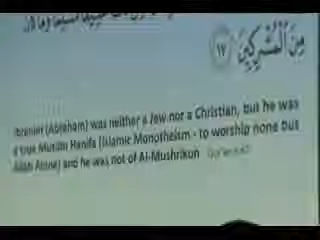 مِنَ الْمُشْرِكِينَ ﴿٦٧﴾
Ibrahim (Abraham) was neither a Jew nor a Christian, but he was
a true Muslim Hanifa (Islamic Monotheism - to worship none but
Allah Alone) and he was not of Al-Mushrikun